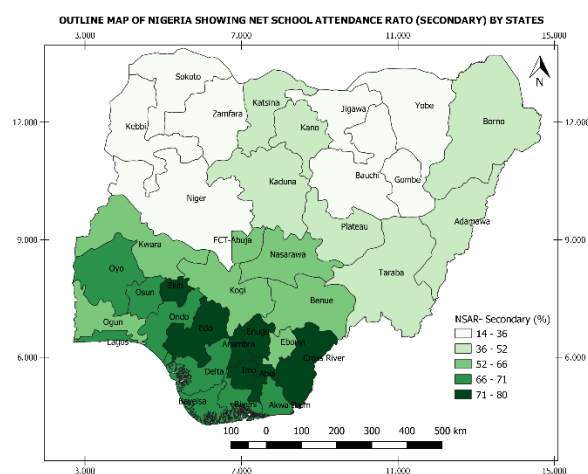 OUTLINE MAP OF NIGERIA SHOWING NET SCHOOL ATTENDANCE RATO (SECONDARY) BY STATES
3.000 7.000 11.000 15.000
N
Sokoto
Katsina
Zamfara
Jigawa
Yobe
Kebbi
Kano
Borno
12.000 12.000
Kaduna
Bauchi
Gombe
Niger
Adamawa
Plateau
9.000 9.000
FCT-Abuja
Kwara
Nasarawa
Oyo
Taraba
Kogi
Ekiti
Osun
Benue
Ondo
Ogun
Edo
Enugu
Lagos
Anambra
Ebonyi
Cross River
Imo
Abia
Delta
Bayelsa
Rivers
Akwa Ibom
NSAR- Secondary (%)
14 - 36
36 - 52
52 - 66
66 - 71
71 - 80
6.000 6.000
100 0 100 200 300 400 500 km
3.000 7.000 11.000 15.000